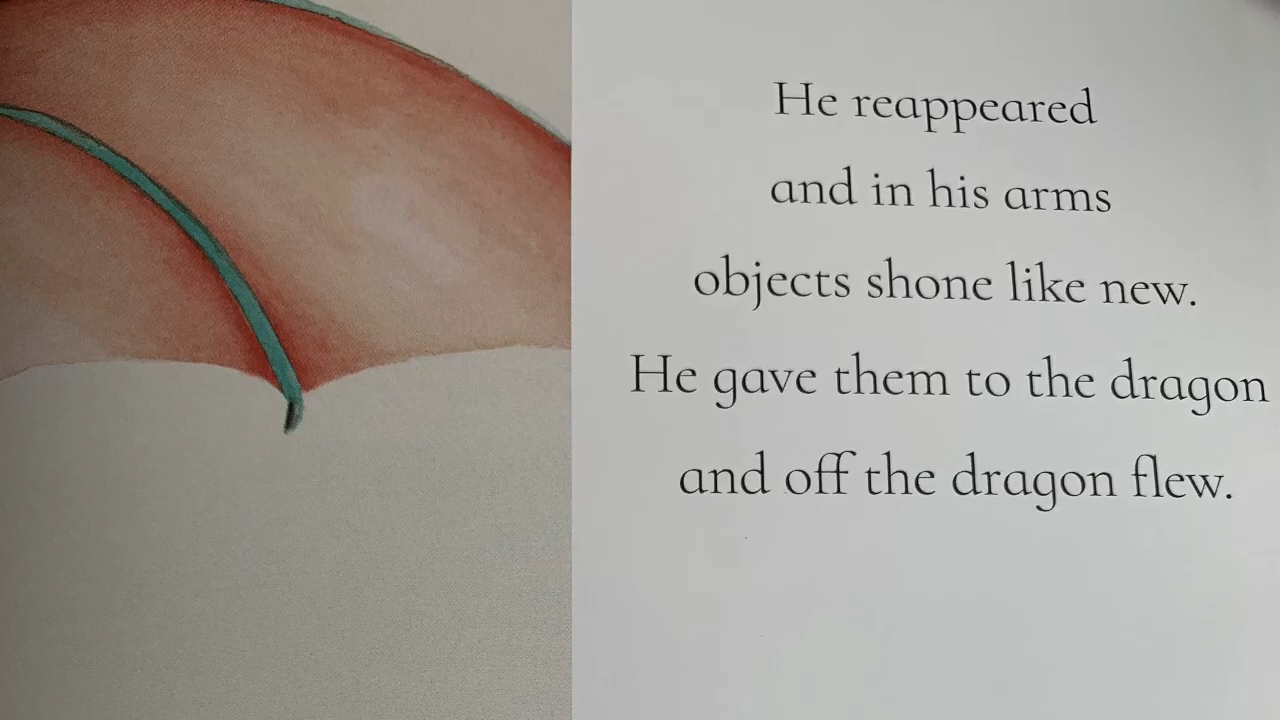 He reappeared
and in his arms
objects shone like new.
He gave them to the dragon
and off the dragon flew.